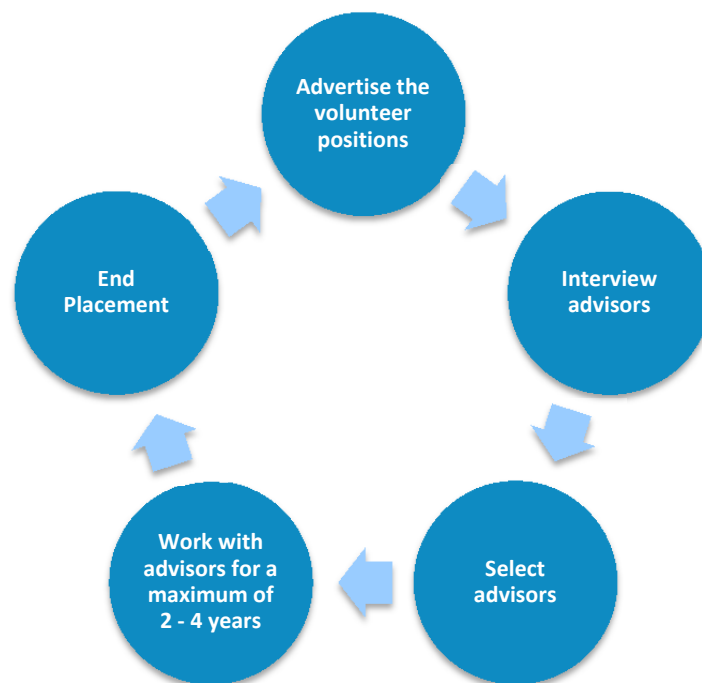 Advertise the
volunteer
positions
Interview
advisors
Select
advisors
Work with
advisors for a
maximum of
2 - 4 years
End
Placement